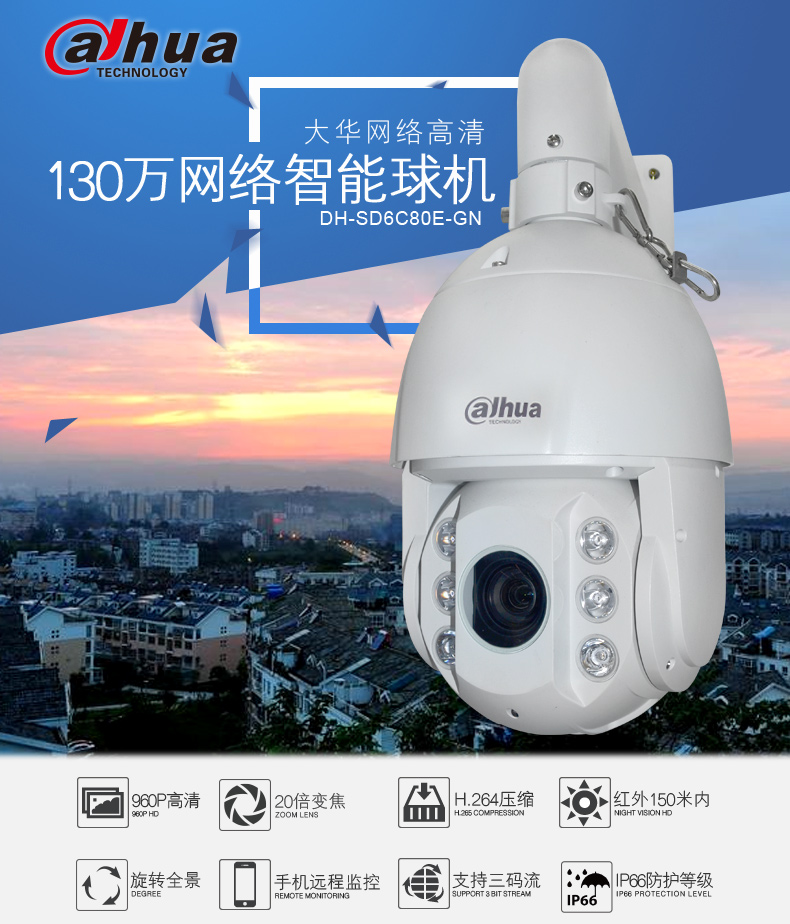 alhua
TECHNOLOGY
大华网络高清
130万网络智能球机
DH-SD6C80E-GN
alhua
TECHNOLOGY
960P高清
960P HD
20倍变焦
ZOOM LENS
H.264压缩
H.265 COMPRESSION
红外150米内
NIGHT VISION HD
旋转全景
DEGREE
手机远程监控
REMOTE MONITORING
支持三码流
SUPPORT 3 BIT STREAM
IP66
IP66防护等级
IP66 PROTECTION LEVEL